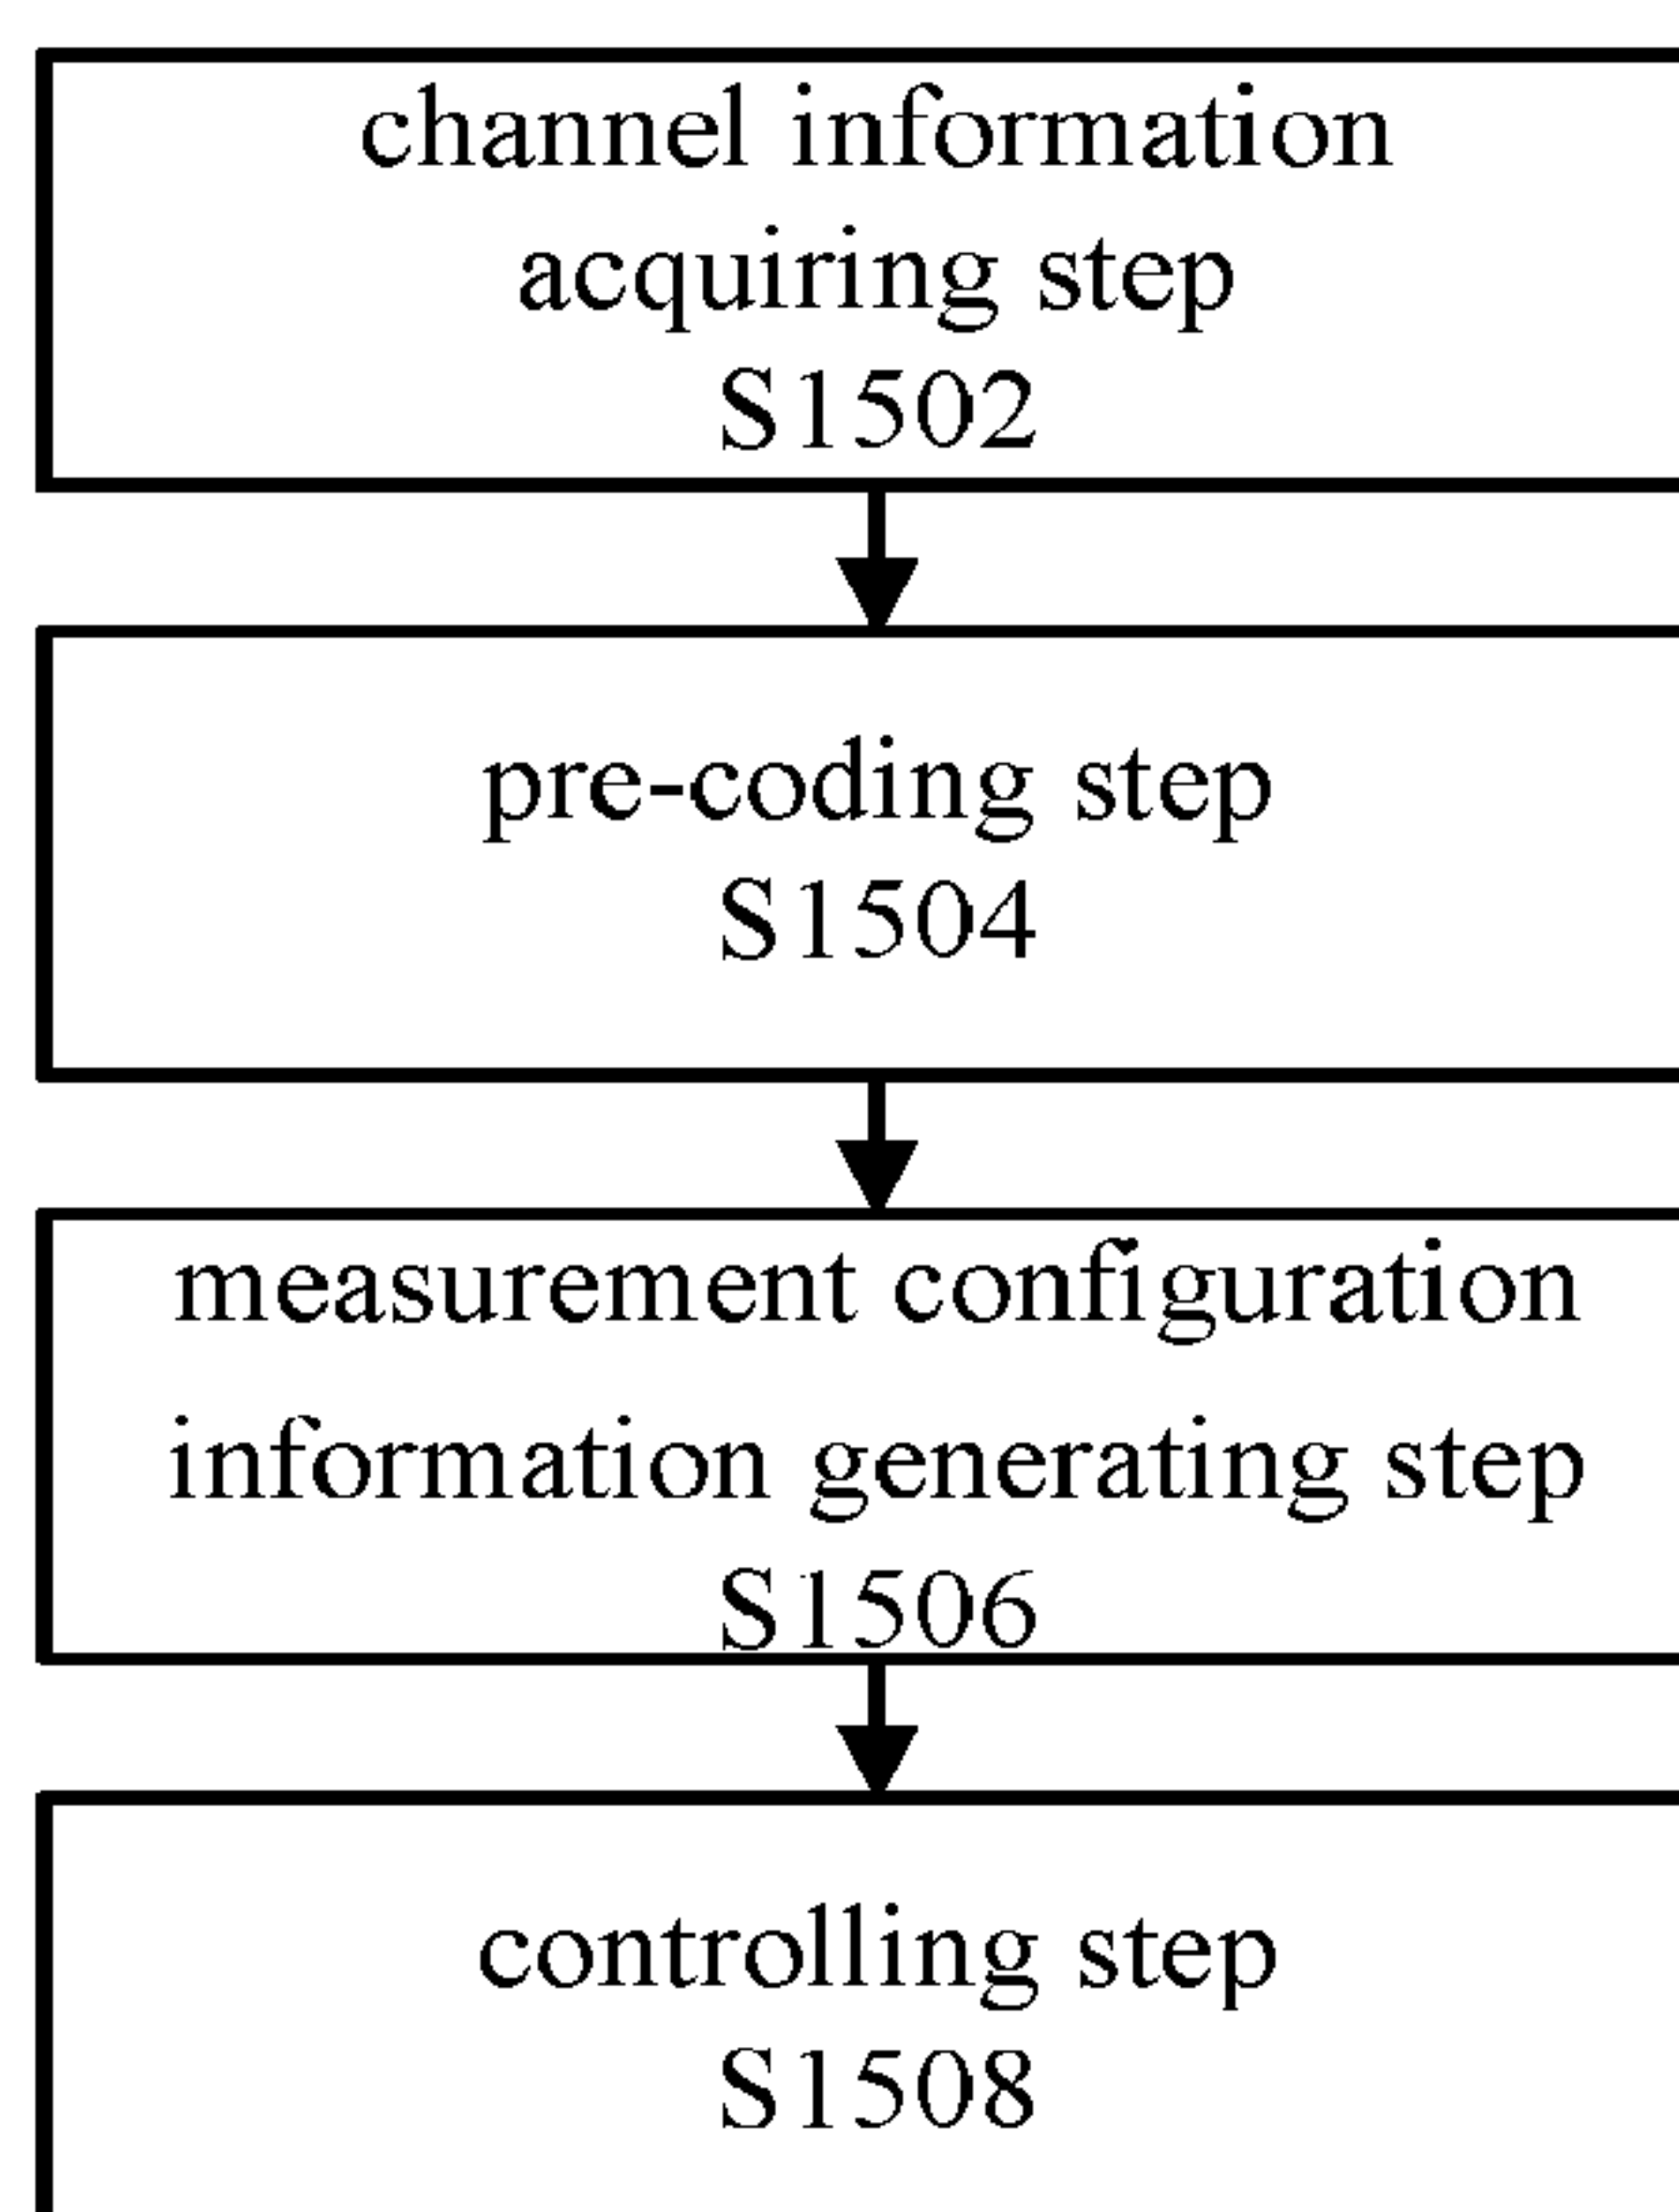 channel information
acquiring step
S1502
pre-coding step
S1504
measurement configuration
information generating step
S1506
controlling step
S1508